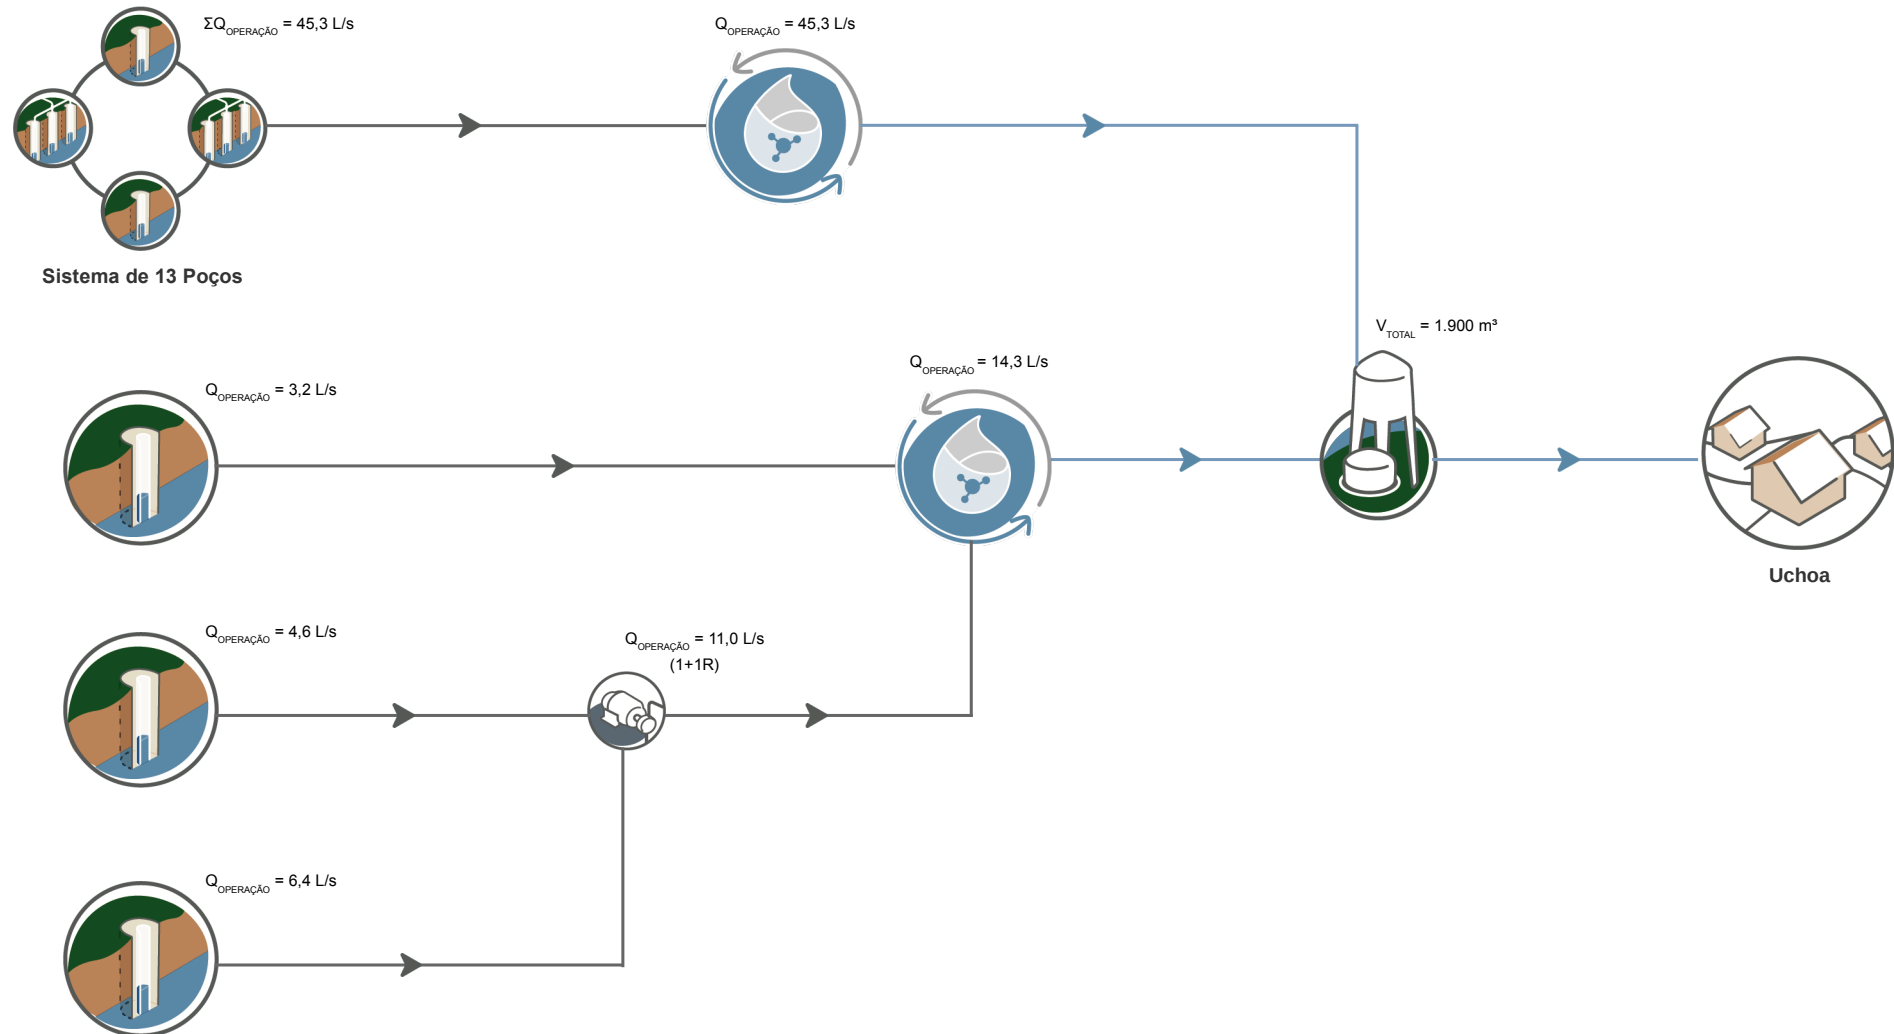 ΣQOPERAÇÃO = 45,3 L/s
QOPERAÇÃO = 45,3 L/s
Sistema de 13 Poços
VTOTAL = 1.900 m³
QOPERAÇÃO = 14,3 L/s
QOPERAÇÃO = 3,2 L/s
Uchoa
QOPERAÇÃO = 4,6 L/s
QOPERAÇÃO = 11,0 L/s
(1+1R)
QOPERAÇÃO = 6,4 L/s